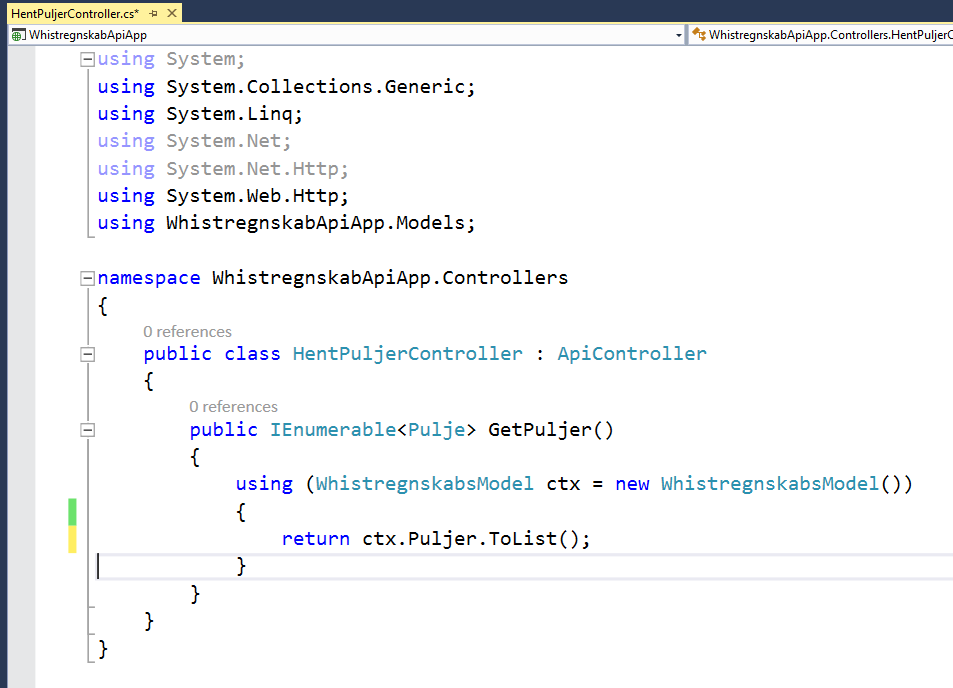 HentPuljerController.cs*
WhistregnskabApiApp WhistregnskabApiApp.Controllers.HentPuljerC
using System;
using System.Collections.Generic;
using System.Linq;
using System.Net;
using System.Net.Http;
using System.Web.Http;
using WhistregnskabApiApp.Models;
namespace WhistregnskabApiApp.Controllers
{
0 references
public class HentPuljerController : ApiController
{
0 references
public IEnumerable<Pulje> GetPuljer()
{
using (WhistregnskabsModel ctx = new WhistregnskabsModel())
{
return ctx.Puljer.ToList();
}
}
}
}